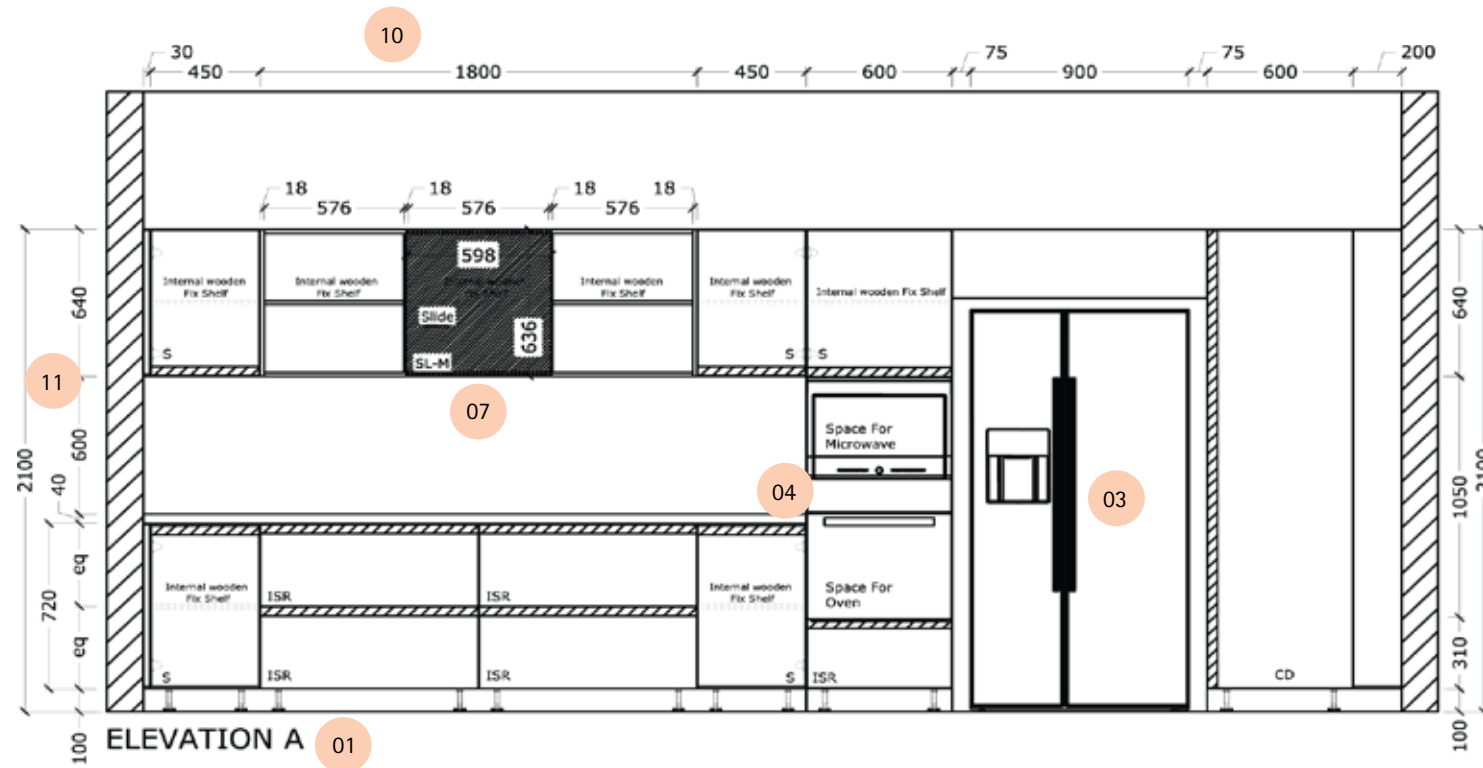 10
30
75
75
200
450
1800
450
600
900
600
18
18
18
18
576
576
576
598
Internal wooden
Fix Shelf
Internal wooden
Fix Shelf
Internal wooden
Fix Shelf
Internal wooden
Fix Shelf
Internal wooden Fix Shelf
Slide
636
SL-M
S
S
S
640
640
11
07
600
2100
40
2100
1050
Space For
Microwave
04
03
eq
720
eq
Internal wooden
Fix Shelf
ISR
ISR
Internal wooden
Fix Shelf
Space For
Oven
S
ISR
ISR
S
ISR
CD
310
100
100
ELEVATION A
01